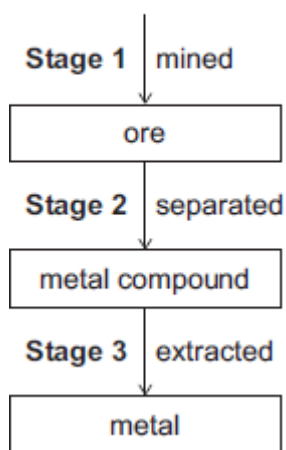 Stage 1 mined
ore
Stage 2 separated
metal compound
Stage 3 extracted
metal